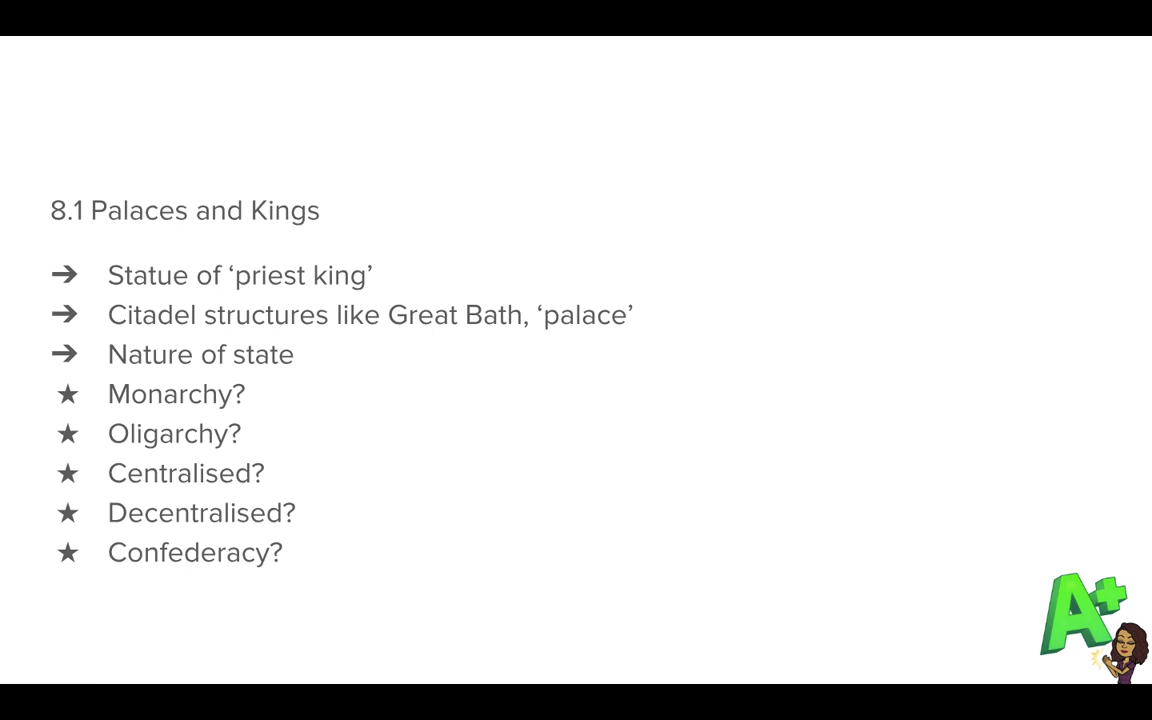 8.1 Palaces and Kings
➔ Statue of ‘priest king’
➔ Citadel structures like Great Bath, ‘palace’
➔ Nature of state
★ Monarchy?
★ Oligarchy?
★ Centralised?
★ Decentralised?
★ Confederacy?
A+